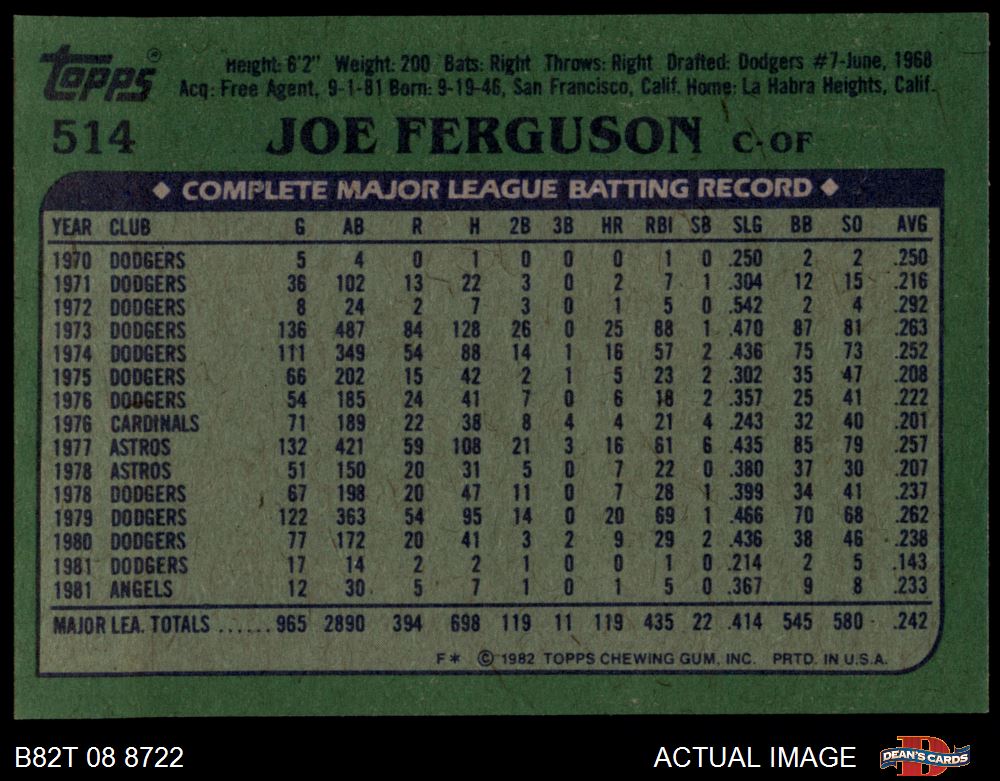 Topps®
Height: 6'2" Weight: 200 Bats: Right Throws: Right Drafted: Dodgers #7-June, 1968
Acq: Free Agent, 9-1-81 Born: 9-19-46, San Francisco, Calif. Home: La Habra Heights, Calif.
514 JOE FERGUSON C-OF
◆ COMPLETE MAJOR LEAGUE BATTING RECORD ◆
YEAR CLUB G AB R H 2B 3B HR RBI SB SLG BB SO AVG
1970 DODGERS 5 4 0 1 0 0 0 1 0 .250 2 2 .250
1971 DODGERS 36 102 13 22 3 0 2 7 1 .304 12 15 .216
1972 DODGERS 8 24 2 7 3 0 1 5 0 .542 2 4 .292
1973 DODGERS 136 487 84 128 26 0 25 88 1 .470 87 81 .263
1974 DODGERS 111 349 54 88 14 1 16 57 2 .436 75 73 .252
1975 DODGERS 66 202 15 42 2 1 5 23 2 .302 35 47 .208
1976 DODGERS 54 185 24 41 7 0 6 18 2 .357 25 41 .222
1976 CARDINALS 71 189 22 38 8 4 4 21 4 .243 32 40 .201
1977 ASTROS 132 421 59 108 21 3 16 61 6 .435 85 79 .257
1978 ASTROS 51 150 20 31 5 0 7 22 0 .380 37 30 .207
1978 DODGERS 67 198 20 47 11 0 7 28 1 .399 34 41 .237
1979 DODGERS 122 363 54 95 14 0 20 69 1 .466 70 68 .262
1980 DODGERS 77 172 20 41 3 2 9 29 2 .436 38 46 .238
1981 DODGERS 17 14 2 2 1 0 0 1 0 .214 2 5 .143
1981 ANGELS 12 30 5 7 1 0 1 5 0 .367 9 8 .233
MAJOR LEA. TOTALS ...... 965 2890 394 698 119 11 119 435 22 .414 545 580 .242
F* © 1982 TOPPS CHEWING GUM, INC. PRTD. IN U.S.A.
B82T 08 8722 ACTUAL IMAGE DEAN'S CARDS